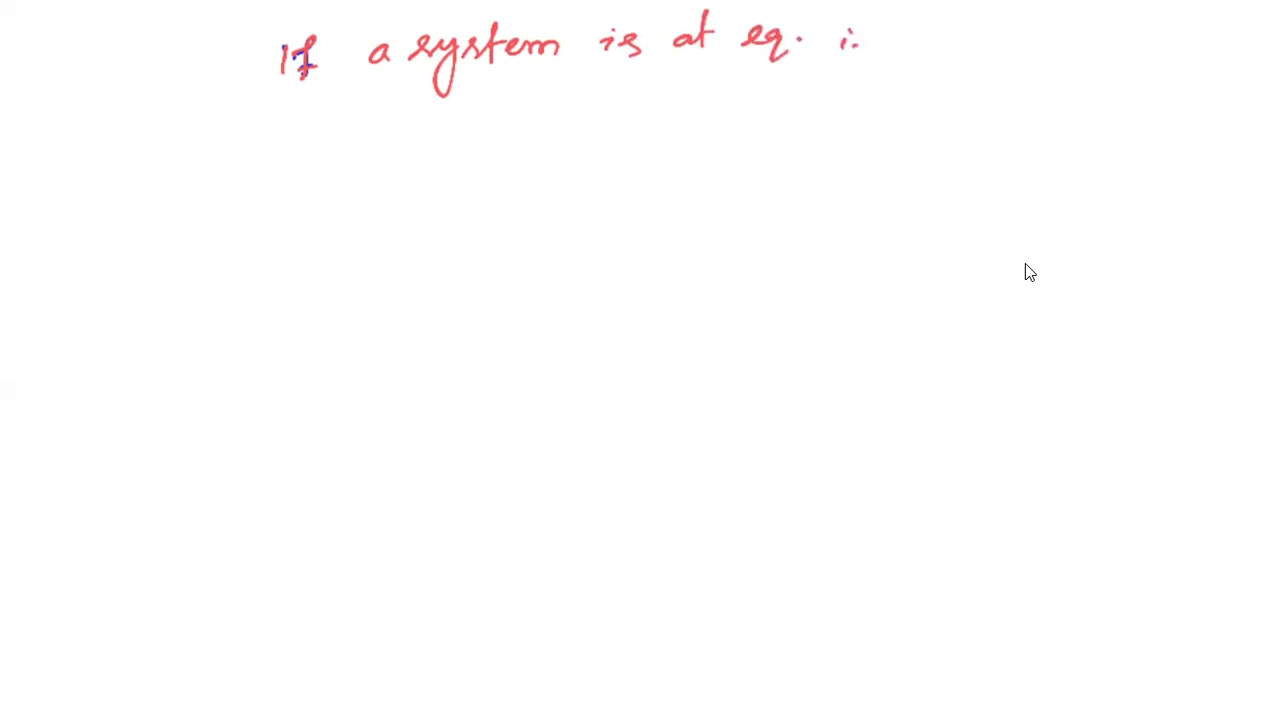 If a system is at eq. i